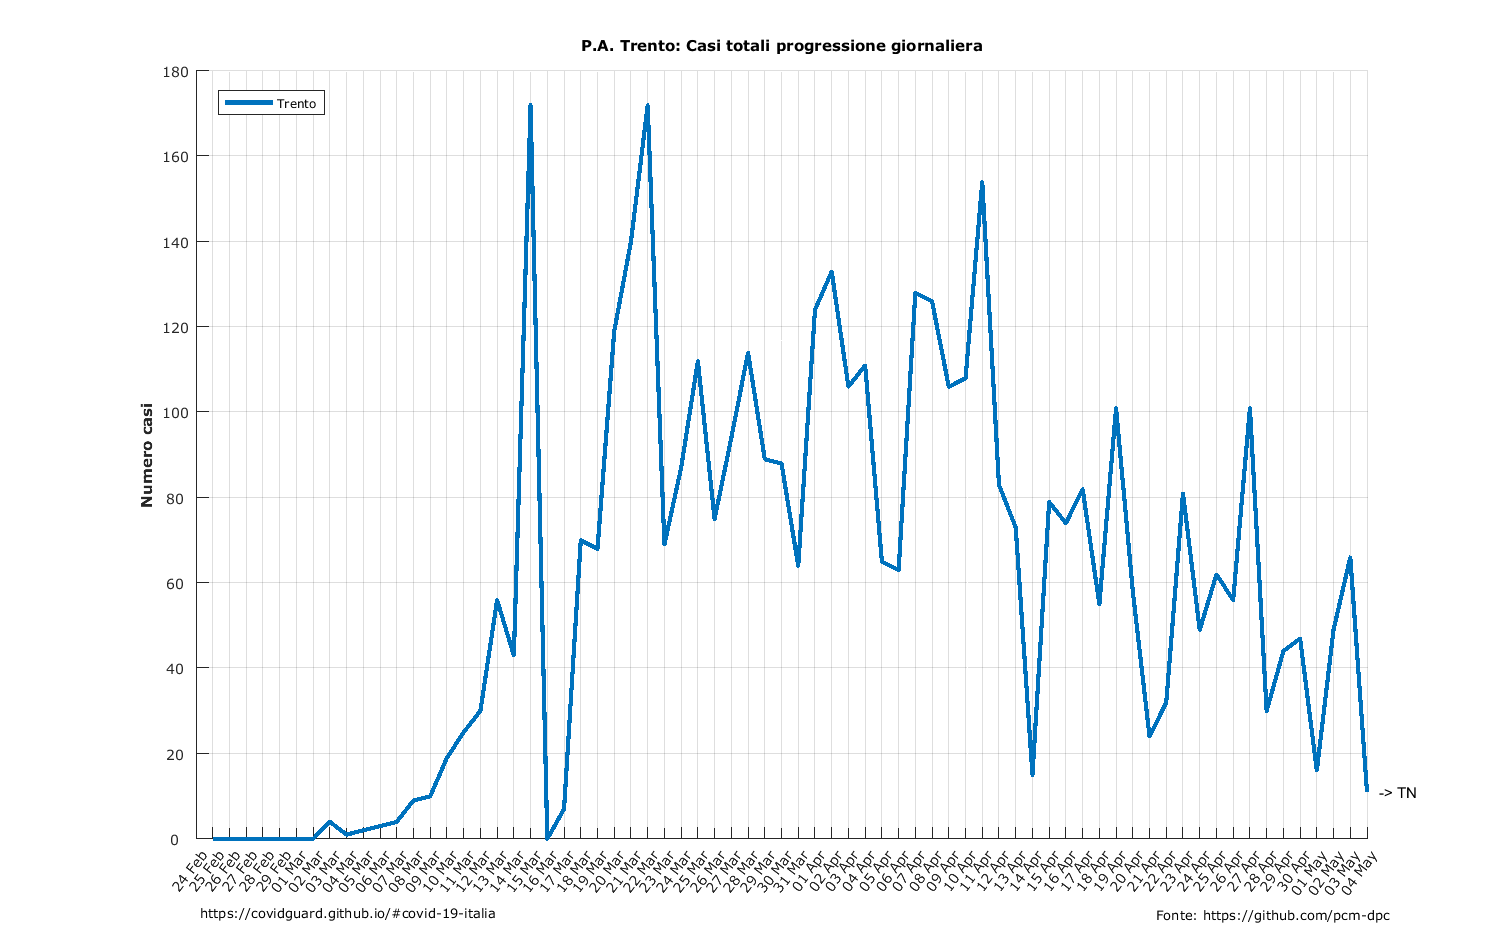 P.A. Trento: Casi totali progressione giornaliera
Trento
180
160
140
120
100
80
60
40
20
0
Numero casi
-> TN
24 Feb
25 Feb
26 Feb
27 Feb
28 Feb
29 Feb
01 Mar
02 Mar
03 Mar
04 Mar
05 Mar
06 Mar
07 Mar
08 Mar
09 Mar
10 Mar
11 Mar
12 Mar
13 Mar
14 Mar
15 Mar
16 Mar
17 Mar
18 Mar
19 Mar
20 Mar
21 Mar
22 Mar
23 Mar
24 Mar
25 Mar
26 Mar
27 Mar
28 Mar
29 Mar
30 Mar
31 Mar
01 Apr
02 Apr
03 Apr
04 Apr
05 Apr
06 Apr
07 Apr
08 Apr
09 Apr
10 Apr
11 Apr
12 Apr
13 Apr
14 Apr
15 Apr
16 Apr
17 Apr
18 Apr
19 Apr
20 Apr
21 Apr
22 Apr
23 Apr
24 Apr
25 Apr
26 Apr
27 Apr
28 Apr
29 Apr
30 Apr
01 May
02 May
03 May
04 May
https://covidguard.github.io/#covid-19-italia
Fonte: https://github.com/pcm-dpc